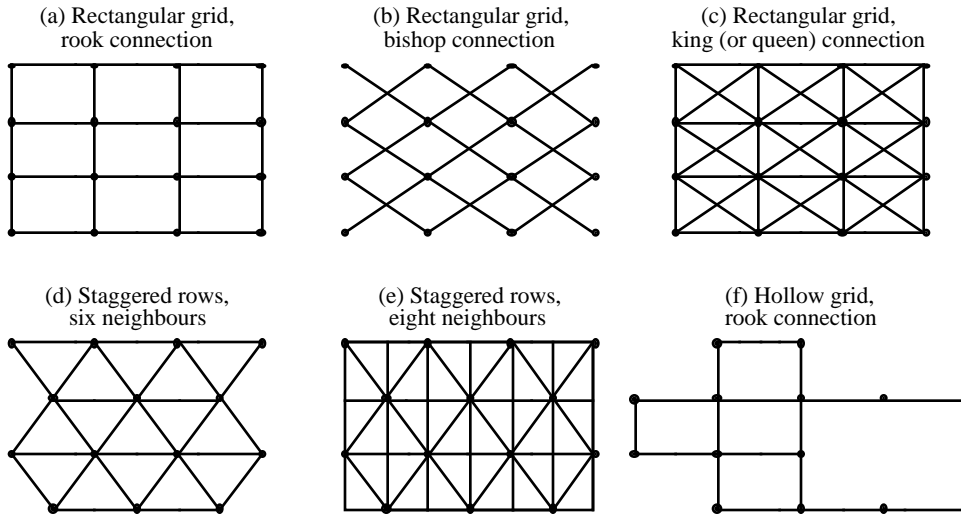 (a) Rectangular grid,
rook connection
(b) Rectangular grid,
bishop connection
(c) Rectangular grid,
king (or queen) connection
(d) Staggered rows,
six neighbours
(e) Staggered rows,
eight neighbours
(f) Hollow grid,
rook connection